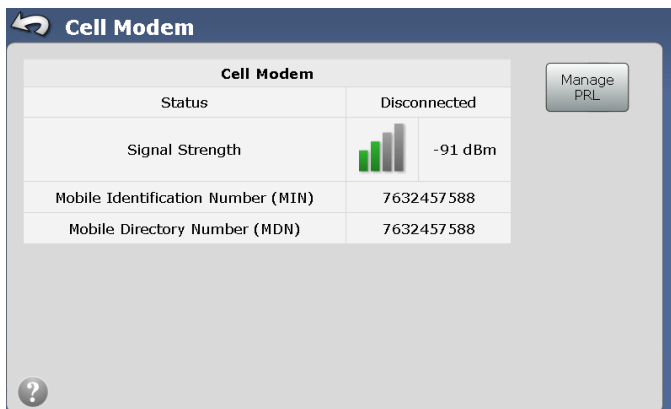 Cell Modem
Cell Modem
Manage
PRL
Status Disconnected
Signal Strength -91 dBm
Mobile Identification Number (MIN) 7632457588
Mobile Directory Number (MDN) 7632457588
?